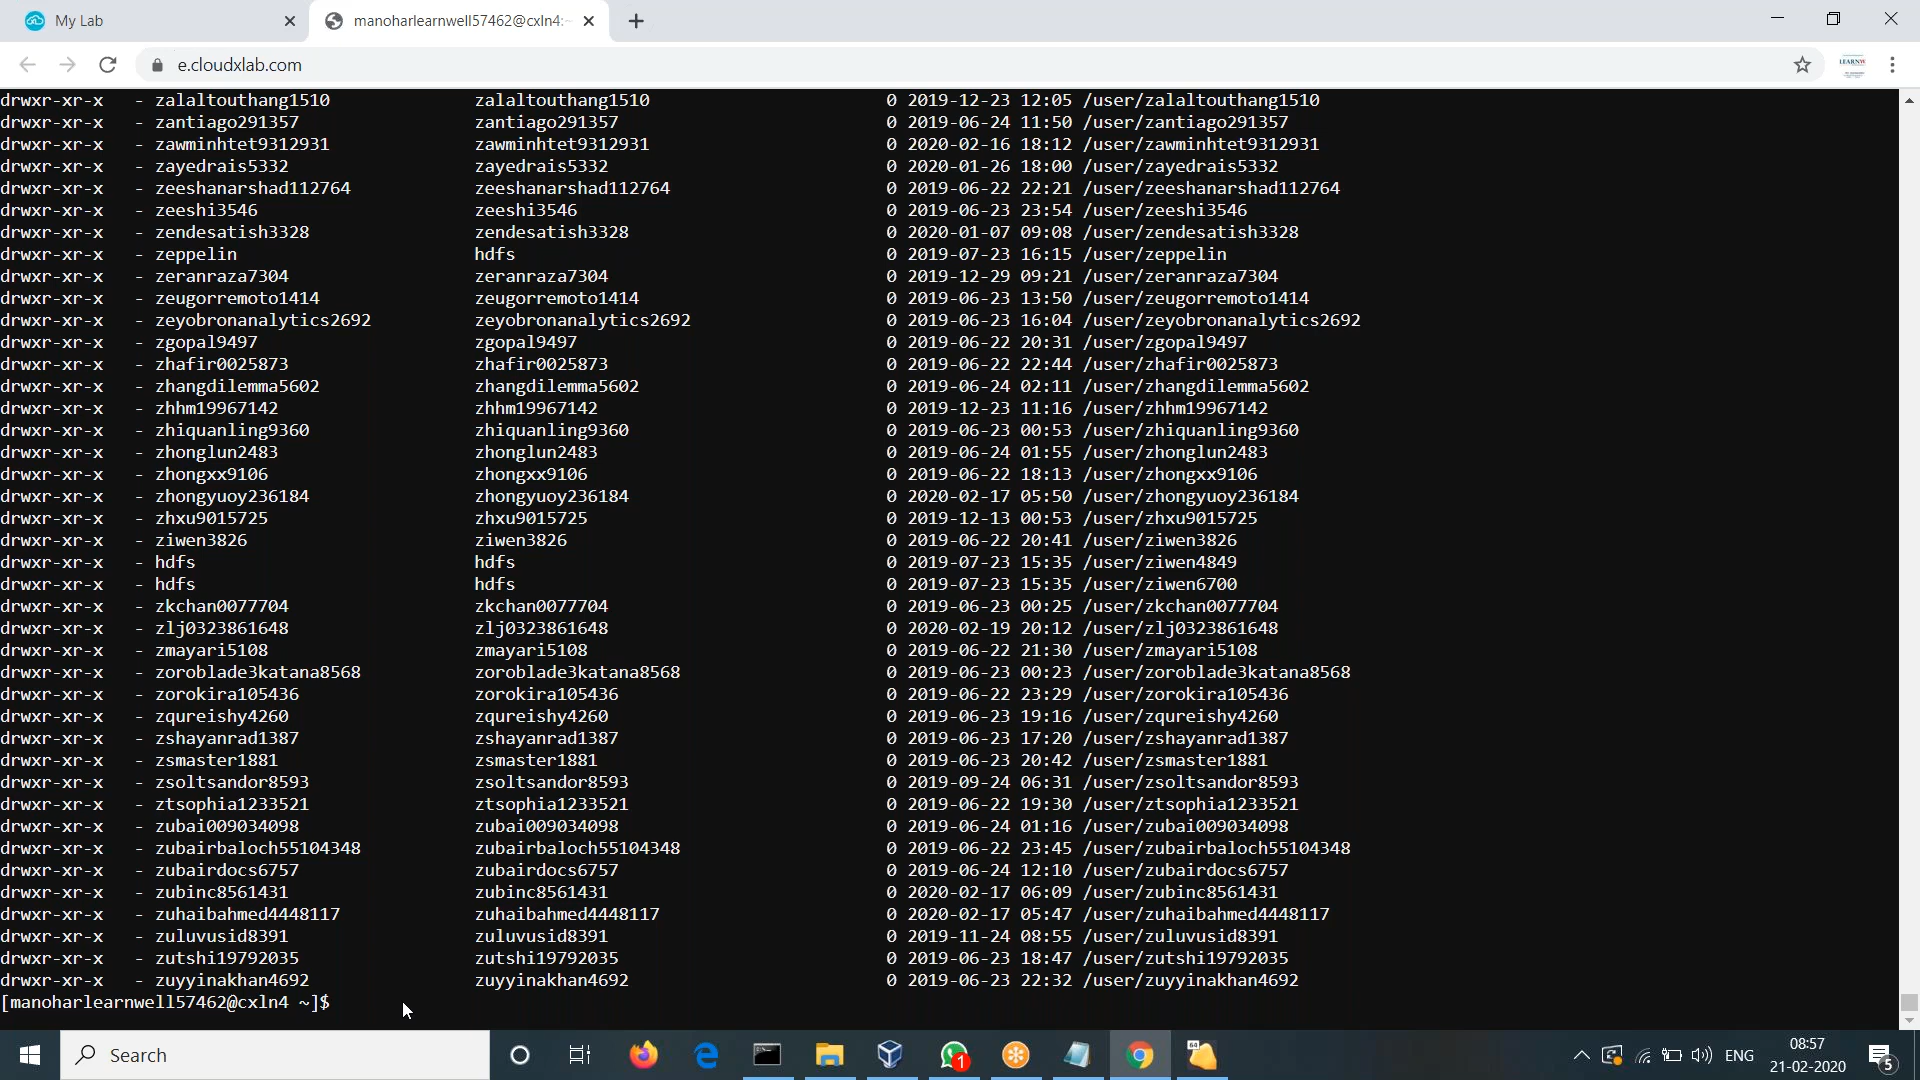 My Lab
manoharlearnwell57462@cxln4:~
e.cloudxlab.com
LEARNW
drwxr-xr-x - zalaltouthang1510 zalaltouthang1510 0 2019-12-23 12:05 /user/zalaltouthang1510
drwxr-xr-x - zantiago291357 zantiago291357 0 2019-06-24 11:50 /user/zantiago291357
drwxr-xr-x - zawminhtet9312931 zawminhtet9312931 0 2020-02-16 18:12 /user/zawminhtet9312931
drwxr-xr-x - zayedrais5332 zayedrais5332 0 2020-01-26 18:00 /user/zayedrais5332
drwxr-xr-x - zeeshanarshad112764 zeeshanarshad112764 0 2019-06-22 22:21 /user/zeeshanarshad112764
drwxr-xr-x - zeeshi3546 zeeshi3546 0 2019-06-23 23:54 /user/zeeshi3546
drwxr-xr-x - zendesatish3328 zendesatish3328 0 2020-01-07 09:08 /user/zendesatish3328
drwxr-xr-x - zeppelin hdfs 0 2019-07-23 16:15 /user/zeppelin
drwxr-xr-x - zeranraza7304 zeranraza7304 0 2019-12-29 09:21 /user/zeranraza7304
drwxr-xr-x - zeugorremoto1414 zeugorremoto1414 0 2019-06-23 13:50 /user/zeugorremoto1414
drwxr-xr-x - zeyobronanalytics2692 zeyobronanalytics2692 0 2019-06-23 16:04 /user/zeyobronanalytics2692
drwxr-xr-x - zgopal9497 zgopal9497 0 2019-06-22 20:31 /user/zgopal9497
drwxr-xr-x - zhafir0025873 zhafir0025873 0 2019-06-22 22:44 /user/zhafir0025873
drwxr-xr-x - zhangdilemma5602 zhangdilemma5602 0 2019-06-24 02:11 /user/zhangdilemma5602
drwxr-xr-x - zhhm19967142 zhhm19967142 0 2019-12-23 11:16 /user/zhhm19967142
drwxr-xr-x - zhiquanling9360 zhiquanling9360 0 2019-06-23 00:53 /user/zhiquanling9360
drwxr-xr-x - zhonglun2483 zhonglun2483 0 2019-06-24 01:55 /user/zhonglun2483
drwxr-xr-x - zhongxx9106 zhongxx9106 0 2019-06-22 18:13 /user/zhongxx9106
drwxr-xr-x - zhongyuoy236184 zhongyuoy236184 0 2020-02-17 05:50 /user/zhongyuoy236184
drwxr-xr-x - zhxu9015725 zhxu9015725 0 2019-12-13 00:53 /user/zhxu9015725
drwxr-xr-x - ziwen3826 ziwen3826 0 2019-06-22 20:41 /user/ziwen3826
drwxr-xr-x - hdfs hdfs 0 2019-07-23 15:35 /user/ziwen4849
drwxr-xr-x - hdfs hdfs 0 2019-07-23 15:35 /user/ziwen6700
drwxr-xr-x - zkchan0077704 zkchan0077704 0 2019-06-23 00:25 /user/zkchan0077704
drwxr-xr-x - zlj0323861648 zlj0323861648 0 2020-02-19 20:12 /user/zlj0323861648
drwxr-xr-x - zmayari5108 zmayari5108 0 2019-06-22 21:30 /user/zmayari5108
drwxr-xr-x - zoroblade3katana8568 zoroblade3katana8568 0 2019-06-23 00:23 /user/zoroblade3katana8568
drwxr-xr-x - zorokira105436 zorokira105436 0 2019-06-22 23:29 /user/zorokira105436
drwxr-xr-x - zqureishy4260 zqureishy4260 0 2019-06-23 19:16 /user/zqureishy4260
drwxr-xr-x - zshayanrad1387 zshayanrad1387 0 2019-06-23 17:20 /user/zshayanrad1387
drwxr-xr-x - zsmaster1881 zsmaster1881 0 2019-06-23 20:42 /user/zsmaster1881
drwxr-xr-x - zsoltsandor8593 zsoltsandor8593 0 2019-09-24 06:31 /user/zsoltsandor8593
drwxr-xr-x - ztsophia1233521 ztsophia1233521 0 2019-06-22 19:30 /user/ztsophia1233521
drwxr-xr-x - zubai009034098 zubai009034098 0 2019-06-24 01:16 /user/zubai009034098
drwxr-xr-x - zubairbaloch55104348 zubairbaloch55104348 0 2019-06-22 23:45 /user/zubairbaloch55104348
drwxr-xr-x - zubairdocs6757 zubairdocs6757 0 2019-06-24 12:10 /user/zubairdocs6757
drwxr-xr-x - zubinc8561431 zubinc8561431 0 2020-02-17 06:09 /user/zubinc8561431
drwxr-xr-x - zuhaibahmed4448117 zuhaibahmed4448117 0 2020-02-17 05:47 /user/zuhaibahmed4448117
drwxr-xr-x - zuluvusid8391 zuluvusid8391 0 2019-11-24 08:55 /user/zuluvusid8391
drwxr-xr-x - zutshi19792035 zutshi19792035 0 2019-06-23 18:47 /user/zutshi19792035
drwxr-xr-x - zuyyinakhan4692 zuyyinakhan4692 0 2019-06-23 22:32 /user/zuyyinakhan4692
[manoharlearnwell57462@cxln4 ~]$
Search
1
64
ENG
08:57
21-02-2020
5